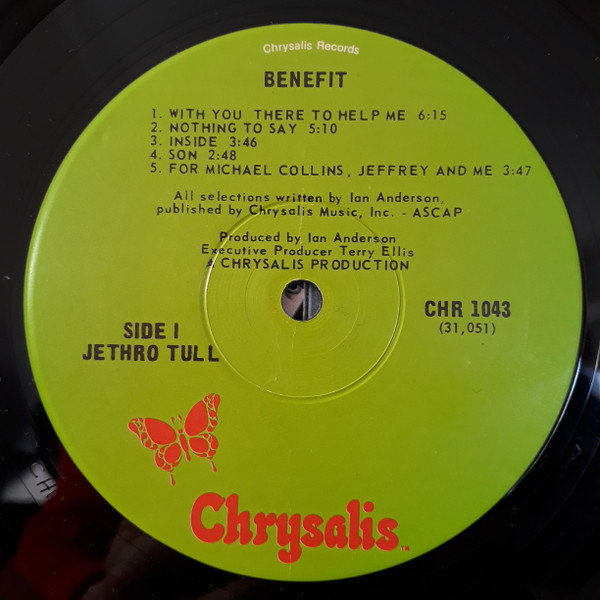 Chrysalis Records
BENEFIT
1. WITH YOU THERE TO HELP ME 6:15
2. NOTHING TO SAY 5:10
3. INSIDE 3:46
4. SON 2:48
5. FOR MICHAEL COLLINS, JEFFREY AND ME 3:47
All selections written by Ian Anderson,
published by Chrysalis Music, Inc. - ASCAP
Produced by Ian Anderson
Executive Producer Terry Ellis
A CHRYSALIS PRODUCTION
SIDE I
JETHRO TULL
CHR 1043
(31,051)
Chrysalis™
CH